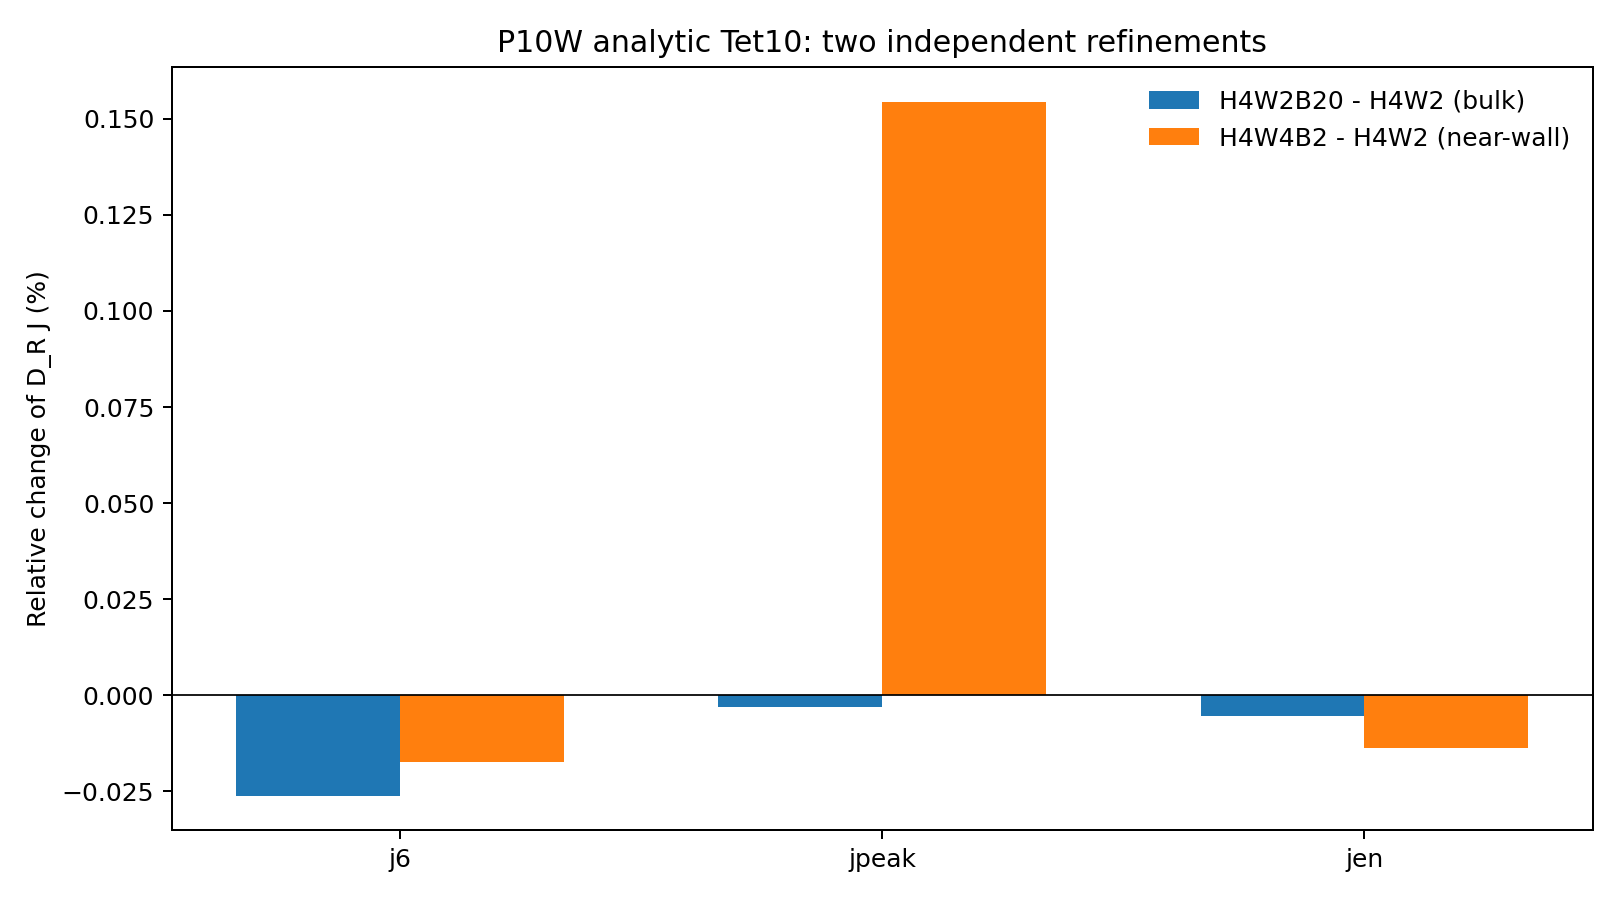 P10W analytic Tet10: two independent refinements
H4W2B20 - H4W2 (bulk)
H4W4B2 - H4W2 (near-wall)
Relative change of D_R J (%)
0.150
0.125
0.100
0.075
0.050
0.025
0.000
−0.025
j6
jpeak
jen